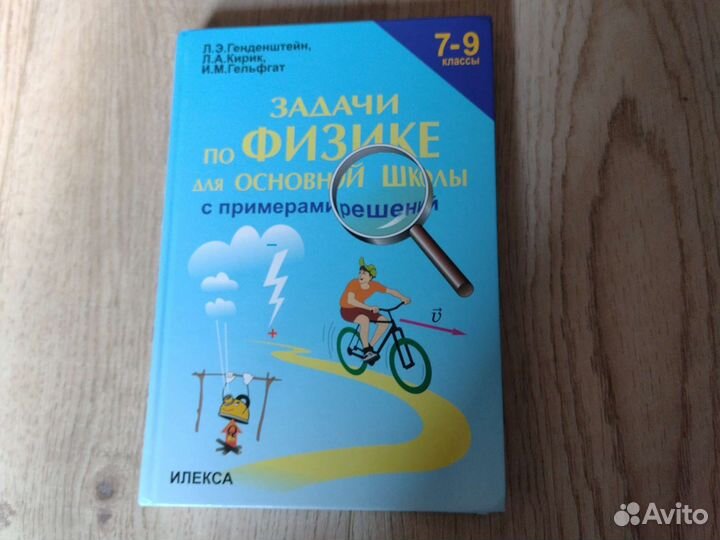 Л.Э.Генденштейн,
Л.А.Кирик,
И.М.Гельфгат
7-9
классы
ЗАДАЧИ
ПО ФИЗИКЕ
ДЛЯ ОСНОВНОЙ ШКОЛЫ
с примерами решений
−
+
v
Q
ИЛЕКСА
Avito